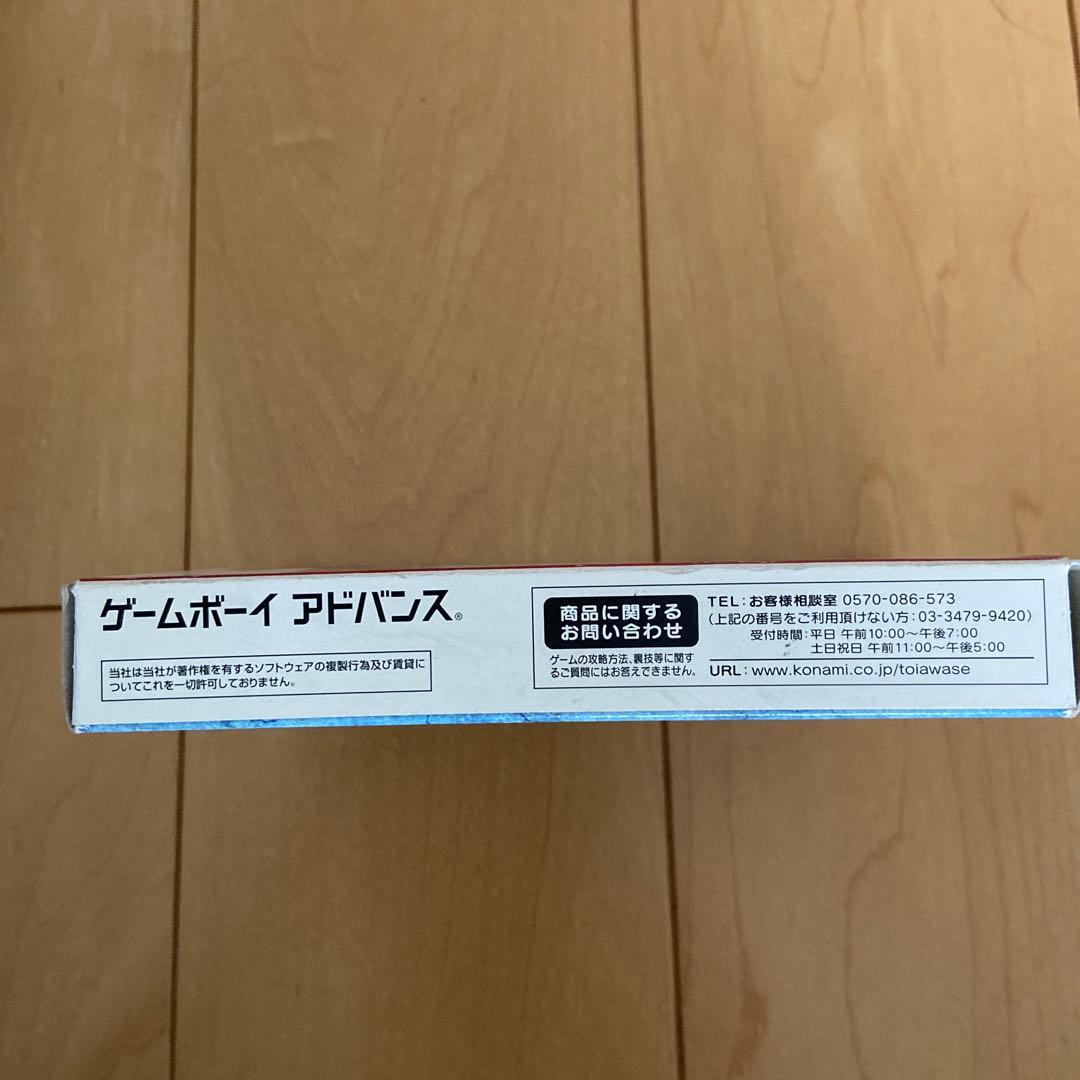 ゲームボーイ アドバンス®
当社は当社が著作権を有するソフトウェアの複製行為及び賃貸に
ついてこれを一切許可しておりません。
商品に関する
お問い合わせ
ゲームの攻略方法、裏技等に関す
るご質問にはお答えできません。
TEL:お客様相談室 0570-086-573
(上記の番号をご利用頂けない方:03-3479-9420)
受付時間:平日 午前10:00〜午後7:00
土日祝日 午前11:00〜午後5:00
URL:www.konami.co.jp/toiawase